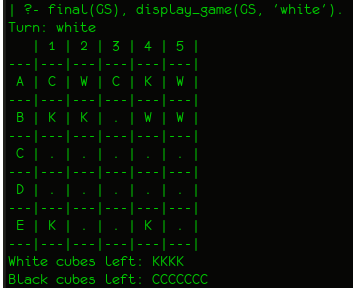 | ?- final(GS), display_game(GS, 'white').
Turn: white
   | 1 | 2 | 3 | 4 | 5 |
---|---|---|---|---|---|
 A | C | W | C | K | W |
---|---|---|---|---|---|
 B | K | K | . | W | W |
---|---|---|---|---|---|
 C | . | . | . | . | . |
---|---|---|---|---|---|
 D | . | . | . | . | . |
---|---|---|---|---|---|
 E | K | . | . | K | . |
---|---|---|---|---|---|
White cubes left: KKKK
Black cubes left: CCCCCCC